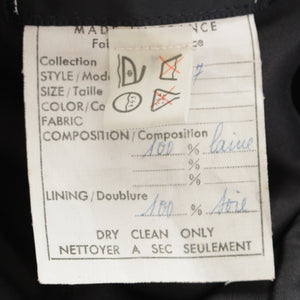 MADE
Fab
Collection
STYLE / Mod
SIZE / Taille
COLOR / Co
FABRIC
COMPOSITION / Composition
100 % laine
%
%
LINING / Doublure
100 % soie
DRY CLEAN ONLY
NETTOYER A SEC SEULEMENT